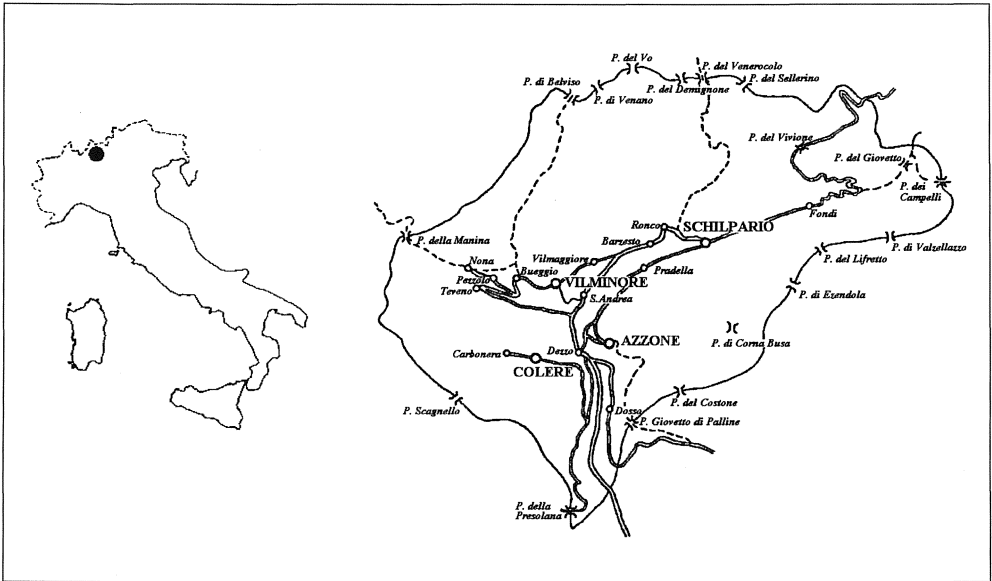 P. del Vo
P. del Venerocolo
P. di Belviso
P. del Sellerino
P. di Venano
P. del Demignone
P. del Vivione
P. del Giovetto
P. dei
Campelli
Fondi
Ronco
SCHILPARIO
P. della Manina
Barzesto
P. di Valzellazzo
P. del Lifretto
Nona
Vilmaggiore
Pezzolo
Bueggio
Pradella
Teveno
VILMINORE
P. di Ezendola
S. Andrea
P. di Corna Busa
AZZONE
Carbonera
Dezzo
COLERE
P. del Costone
P. Scagnello
Dosso
P. Giovetto di Palline
P. della
Presolana